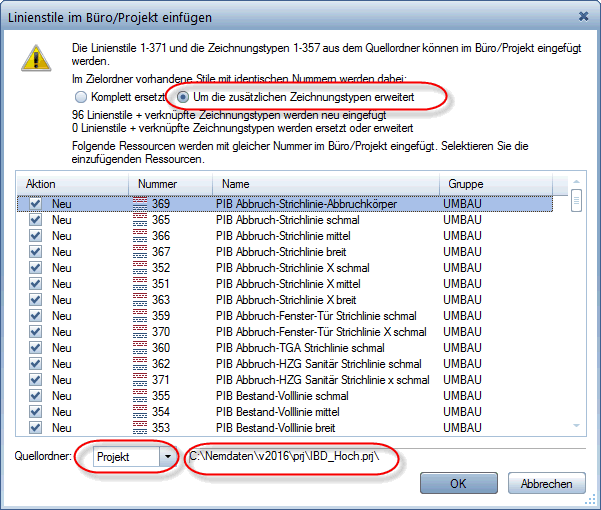 Linienstile im Büro/Projekt einfügen
Die Linienstile 1-371 und die Zeichnungstypen 1-357 aus dem Quellordner können im Büro/Projekt eingefügt
werden.
Im Zielordner vorhandene Stile mit identischen Nummern werden dabei:
Komplett ersetzt Um die zusätzlichen Zeichnungstypen erweitert
96 Linienstile + verknüpfte Zeichnungstypen werden neu eingefügt
0 Linienstile + verknüpfte Zeichnungstypen werden ersetzt oder erweitert
Folgende Ressourcen werden mit gleicher Nummer im Büro/Projekt eingefügt. Selektieren Sie die
einzufügenden Ressourcen.
Aktion Nummer Name Gruppe
Neu 369 PIB Abbruch-Strichlinie-Abbruchkörper UMBAU
Neu 365 PIB Abbruch-Strichlinie schmal UMBAU
Neu 366 PIB Abbruch-Strichlinie mittel UMBAU
Neu 367 PIB Abbruch-Strichlinie breit UMBAU
Neu 352 PIB Abbruch-Strichlinie X schmal UMBAU
Neu 351 PIB Abbruch-Strichlinie X mittel UMBAU
Neu 363 PIB Abbruch-Strichlinie X breit UMBAU
Neu 359 PIB Abbruch-Fenster-Tür Strichlinie schmal UMBAU
Neu 370 PIB Abbruch-Fenster-Tür Strichlinie X schmal UMBAU
Neu 360 PIB Abbruch-TGA Strichlinie schmal UMBAU
Neu 362 PIB Abbruch-HZG Sanitär Strichlinie schmal UMBAU
Neu 371 PIB Abbruch-HZG Sanitär Strichlinie x schmal UMBAU
Neu 355 PIB Bestand-Volllinie schmal UMBAU
Neu 354 PIB Bestand-Volllinie mittel UMBAU
Neu 353 PIB Bestand-Volllinie breit UMBAU
Quellordner: Projekt C:\Nemdaten\v2016\prj\IBD_Hoch.prj\
OK Abbrechen